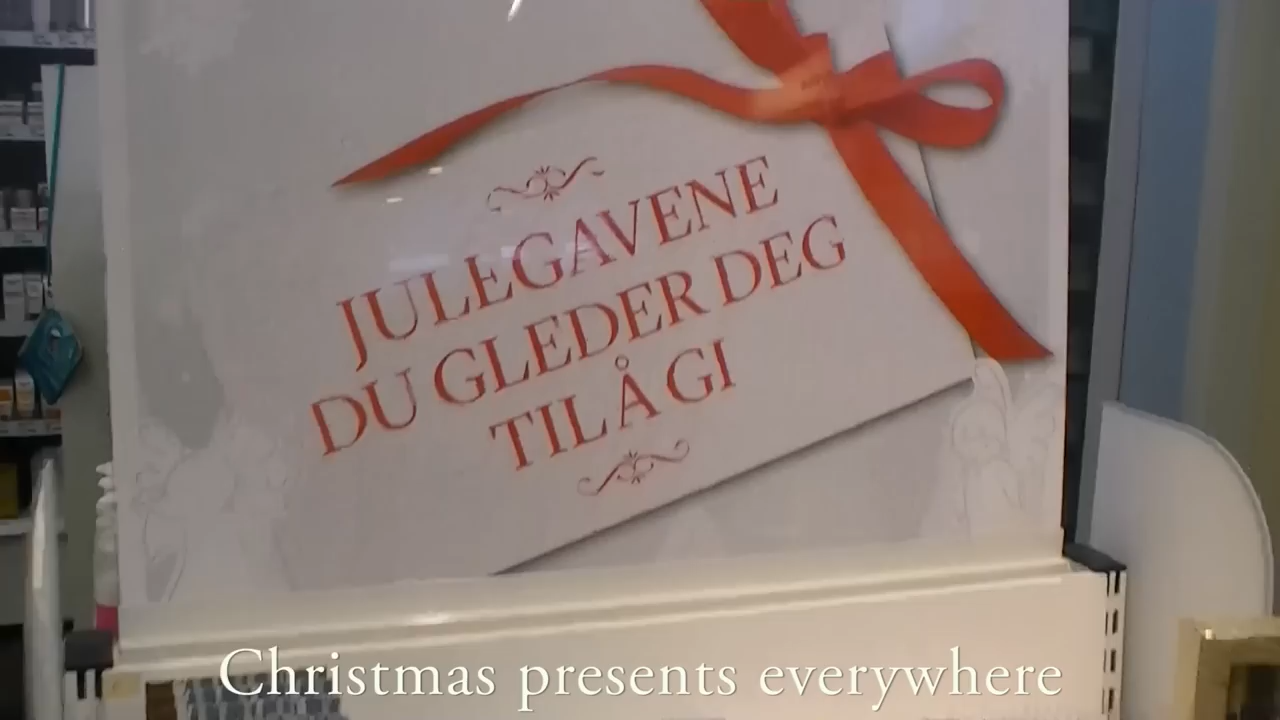 JULEGAVENE
DU GLEDER DEG
TIL Å GI
Christmas presents everywhere